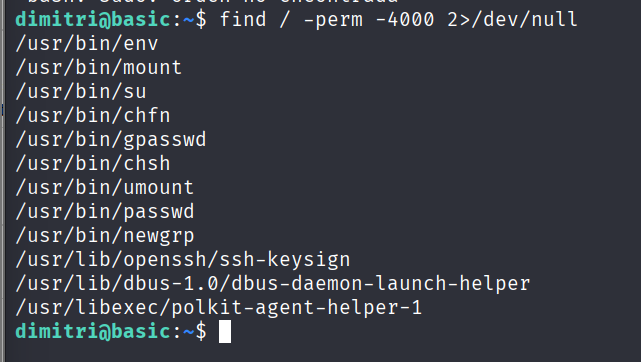 dimitri@basic:~$ find / -perm -4000 2>/dev/null
/usr/bin/env
/usr/bin/mount
/usr/bin/su
/usr/bin/chfn
/usr/bin/gpasswd
/usr/bin/chsh
/usr/bin/umount
/usr/bin/passwd
/usr/bin/newgrp
/usr/lib/openssh/ssh-keysign
/usr/lib/dbus-1.0/dbus-daemon-launch-helper
/usr/libexec/polkit-agent-helper-1
dimitri@basic:~$